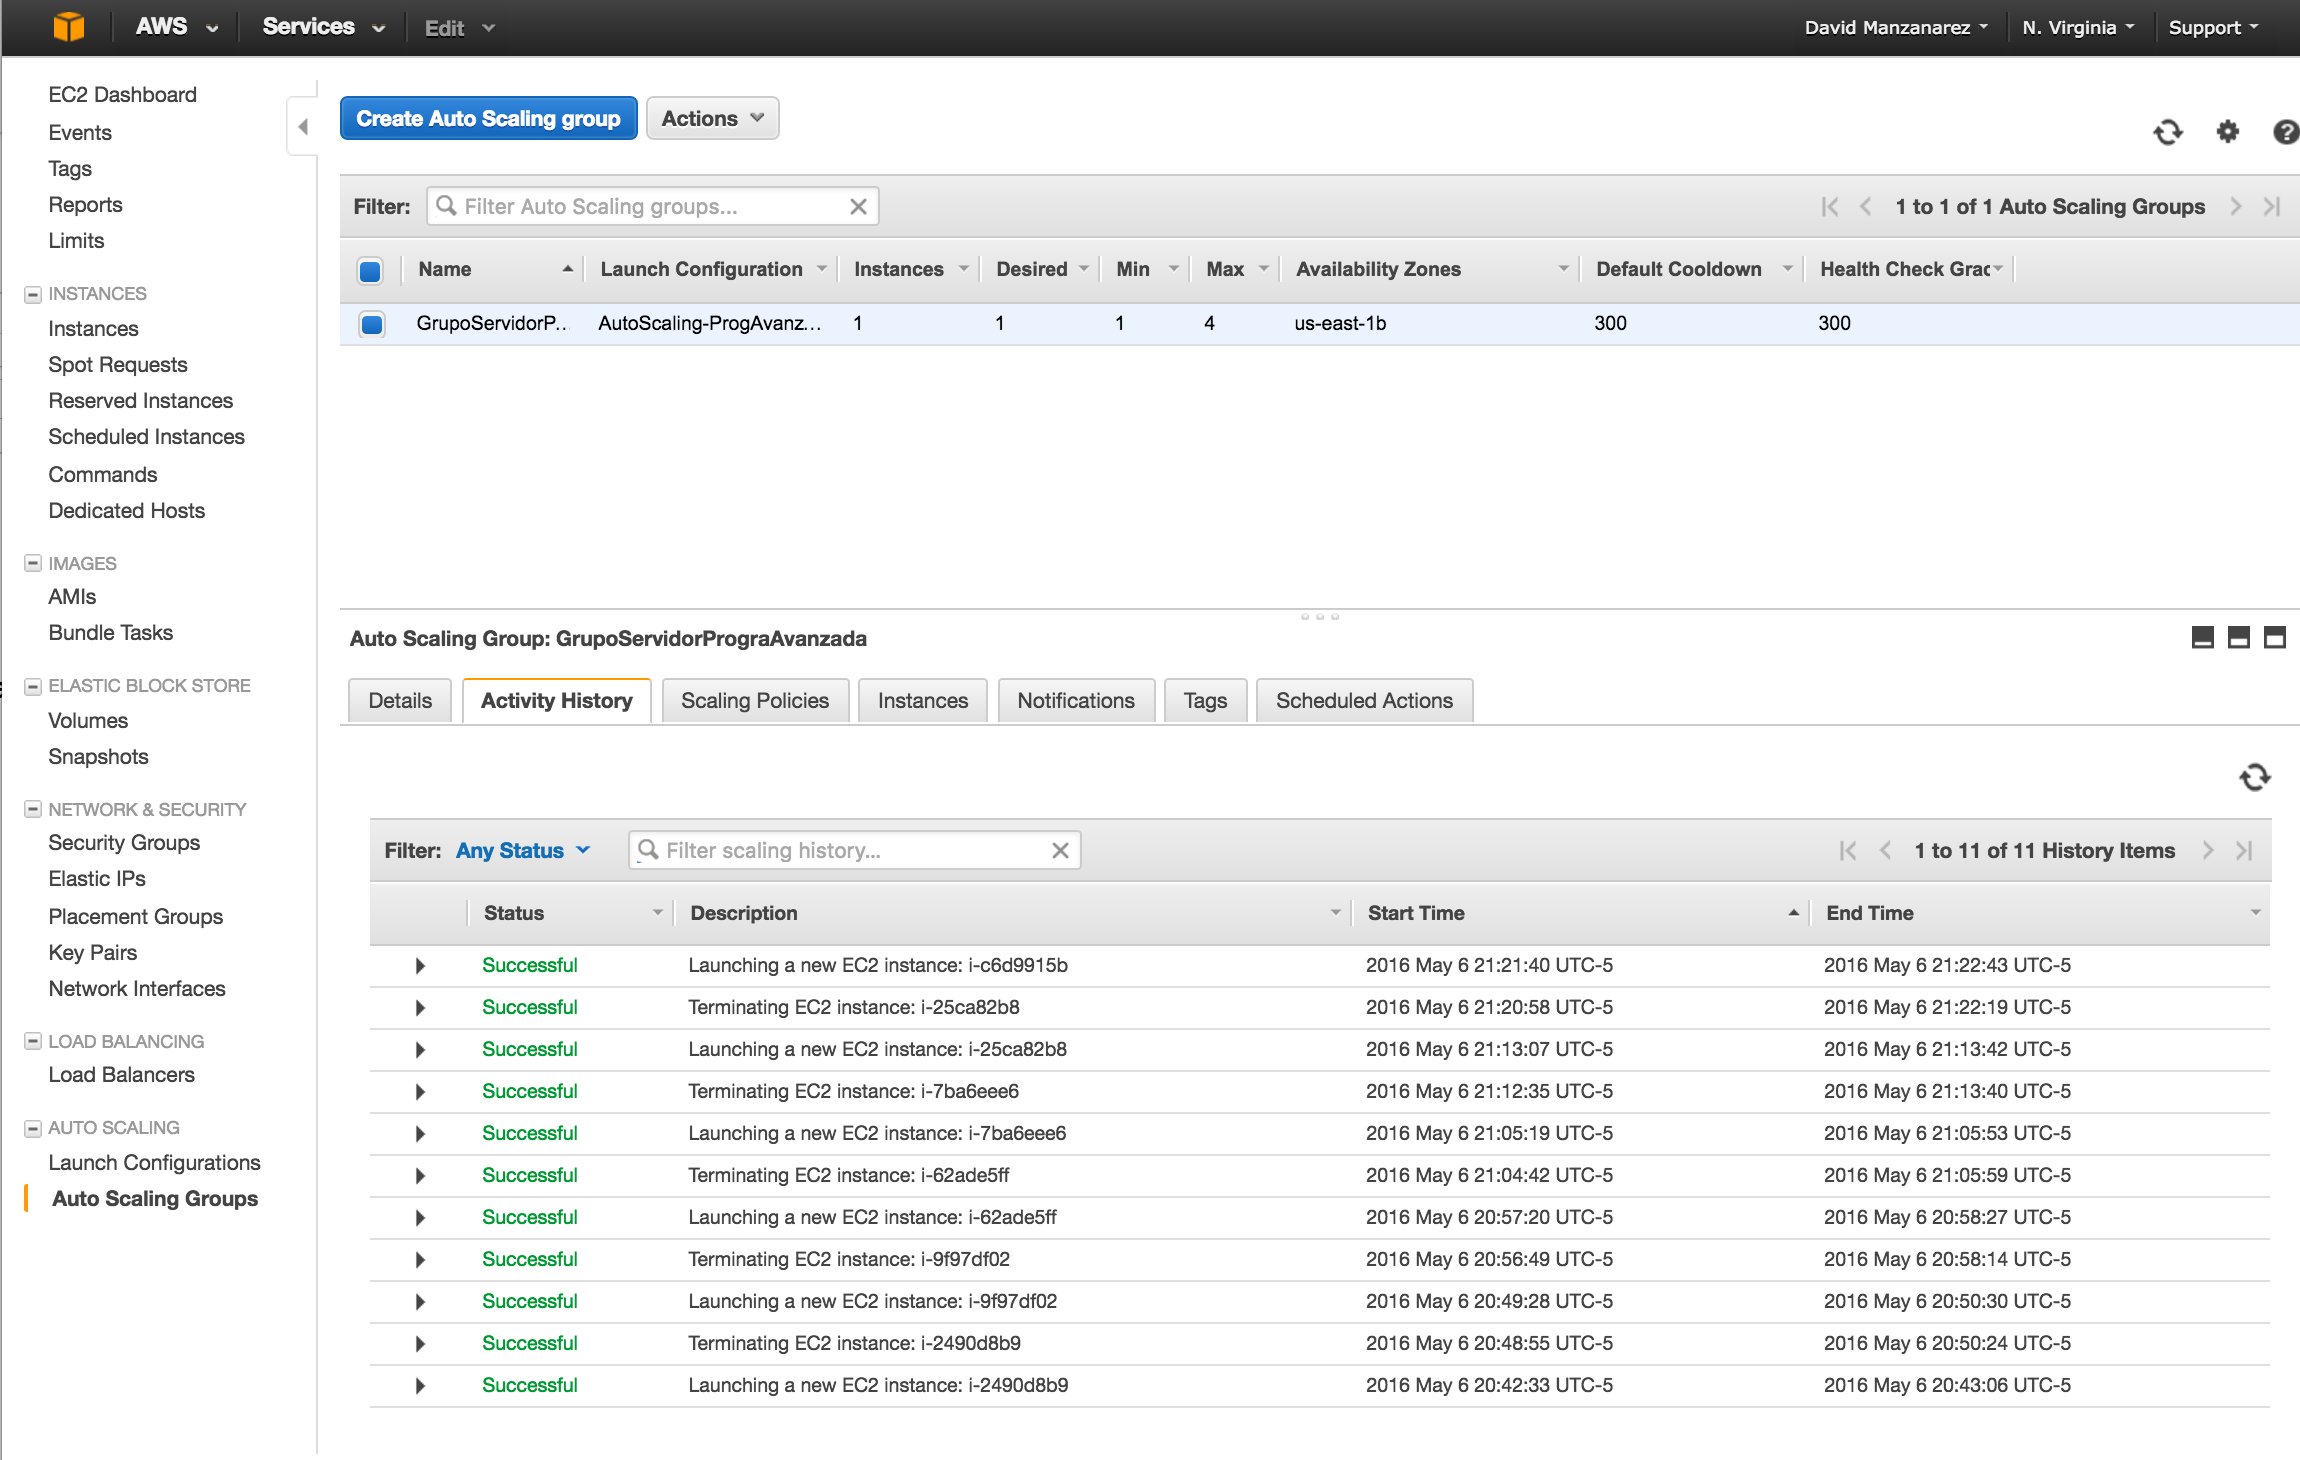 AWS Services Edit David Manzanarez N. Virginia Support
EC2 Dashboard
Events
Tags
Reports
Limits
INSTANCES
Instances
Spot Requests
Reserved Instances
Scheduled Instances
Commands
Dedicated Hosts
IMAGES
AMIs
Bundle Tasks
ELASTIC BLOCK STORE
Volumes
Snapshots
NETWORK & SECURITY
Security Groups
Elastic IPs
Placement Groups
Key Pairs
Network Interfaces
LOAD BALANCING
Load Balancers
AUTO SCALING
Launch Configurations
Auto Scaling Groups
Create Auto Scaling group Actions
Filter: Filter Auto Scaling groups... 1 to 1 of 1 Auto Scaling Groups
Name Launch Configuration Instances Desired Min Max Availability Zones Default Cooldown Health Check Grac
GrupoServidorP... AutoScaling-ProgAvanz... 1 1 1 4 us-east-1b 300 300
Auto Scaling Group: GrupoServidorPrograAvanzada
Details Activity History Scaling Policies Instances Notifications Tags Scheduled Actions
Filter: Any Status Filter scaling history... 1 to 11 of 11 History Items
Status Description Start Time End Time
Successful Launching a new EC2 instance: i-c6d9915b 2016 May 6 21:21:40 UTC-5 2016 May 6 21:22:43 UTC-5
Successful Terminating EC2 instance: i-25ca82b8 2016 May 6 21:20:58 UTC-5 2016 May 6 21:22:19 UTC-5
Successful Launching a new EC2 instance: i-25ca82b8 2016 May 6 21:13:07 UTC-5 2016 May 6 21:13:42 UTC-5
Successful Terminating EC2 instance: i-7ba6eee6 2016 May 6 21:12:35 UTC-5 2016 May 6 21:13:40 UTC-5
Successful Launching a new EC2 instance: i-7ba6eee6 2016 May 6 21:05:19 UTC-5 2016 May 6 21:05:53 UTC-5
Successful Terminating EC2 instance: i-62ade5ff 2016 May 6 21:04:42 UTC-5 2016 May 6 21:05:59 UTC-5
Successful Launching a new EC2 instance: i-62ade5ff 2016 May 6 20:57:20 UTC-5 2016 May 6 20:58:27 UTC-5
Successful Terminating EC2 instance: i-9f97df02 2016 May 6 20:56:49 UTC-5 2016 May 6 20:58:14 UTC-5
Successful Launching a new EC2 instance: i-9f97df02 2016 May 6 20:49:28 UTC-5 2016 May 6 20:50:30 UTC-5
Successful Terminating EC2 instance: i-2490d8b9 2016 May 6 20:48:55 UTC-5 2016 May 6 20:50:24 UTC-5
Successful Launching a new EC2 instance: i-2490d8b9 2016 May 6 20:42:33 UTC-5 2016 May 6 20:43:06 UTC-5